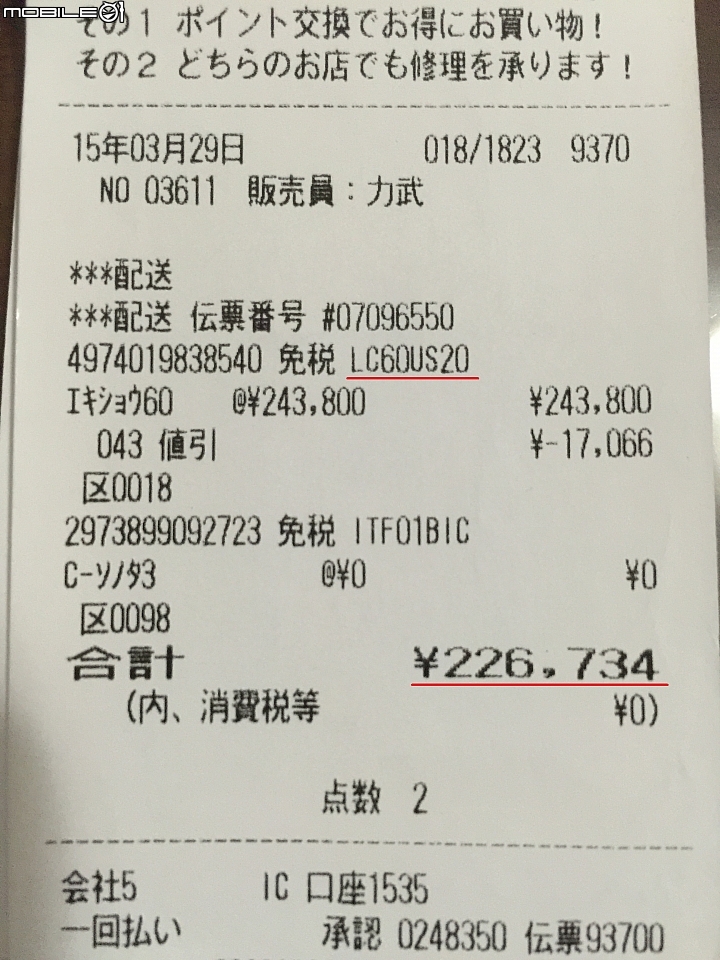 MOBILE01
その1 ポイント交換でお得にお買い物！
その2 どちらのお店でも修理を承ります！
15年03月29日 018/1823 9370
NO 03611 販売員：力武
***配送
***配送 伝票番号 #07096550
4974019838540 免税 LC60US20
ｴｷｼｮｳ60 @¥243,800 ¥243,800
043 値引 ¥-17,066
区0018
2973899092723 免税 ITF01BIC
C-ｿﾉﾀ3 @¥0 ¥0
区0098
合計 ¥226,734
(内、消費税等 ¥0)
点数 2
会社5 IC 口座1535
一回払い 承認 0248350 伝票93700